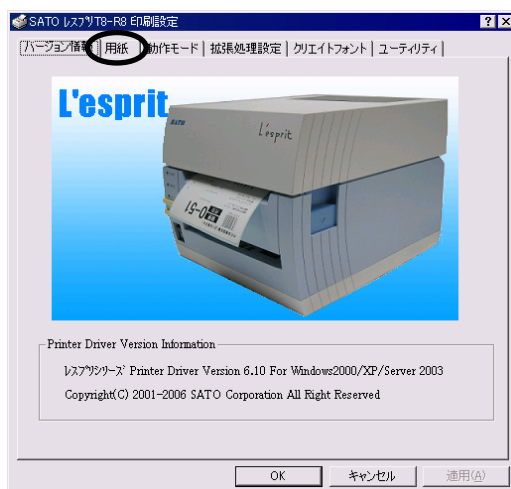 SATO ﾚｽﾌﾟﾘT8-R8 印刷設定
バージョン情報 用紙 動作モード 拡張処理設定 クリエイトフォント ユーティリティ
L'esprit
SATO
L'esprit
0-51
Printer Driver Version Information
ﾚｽﾌﾟﾘｼﾘｰｽﾞ Printer Driver Version 6.10 For Windows2000/XP/Server 2003
Copyright(C) 2001-2006 SATO Corporation All Right Reserved
OK キャンセル 適用(A)